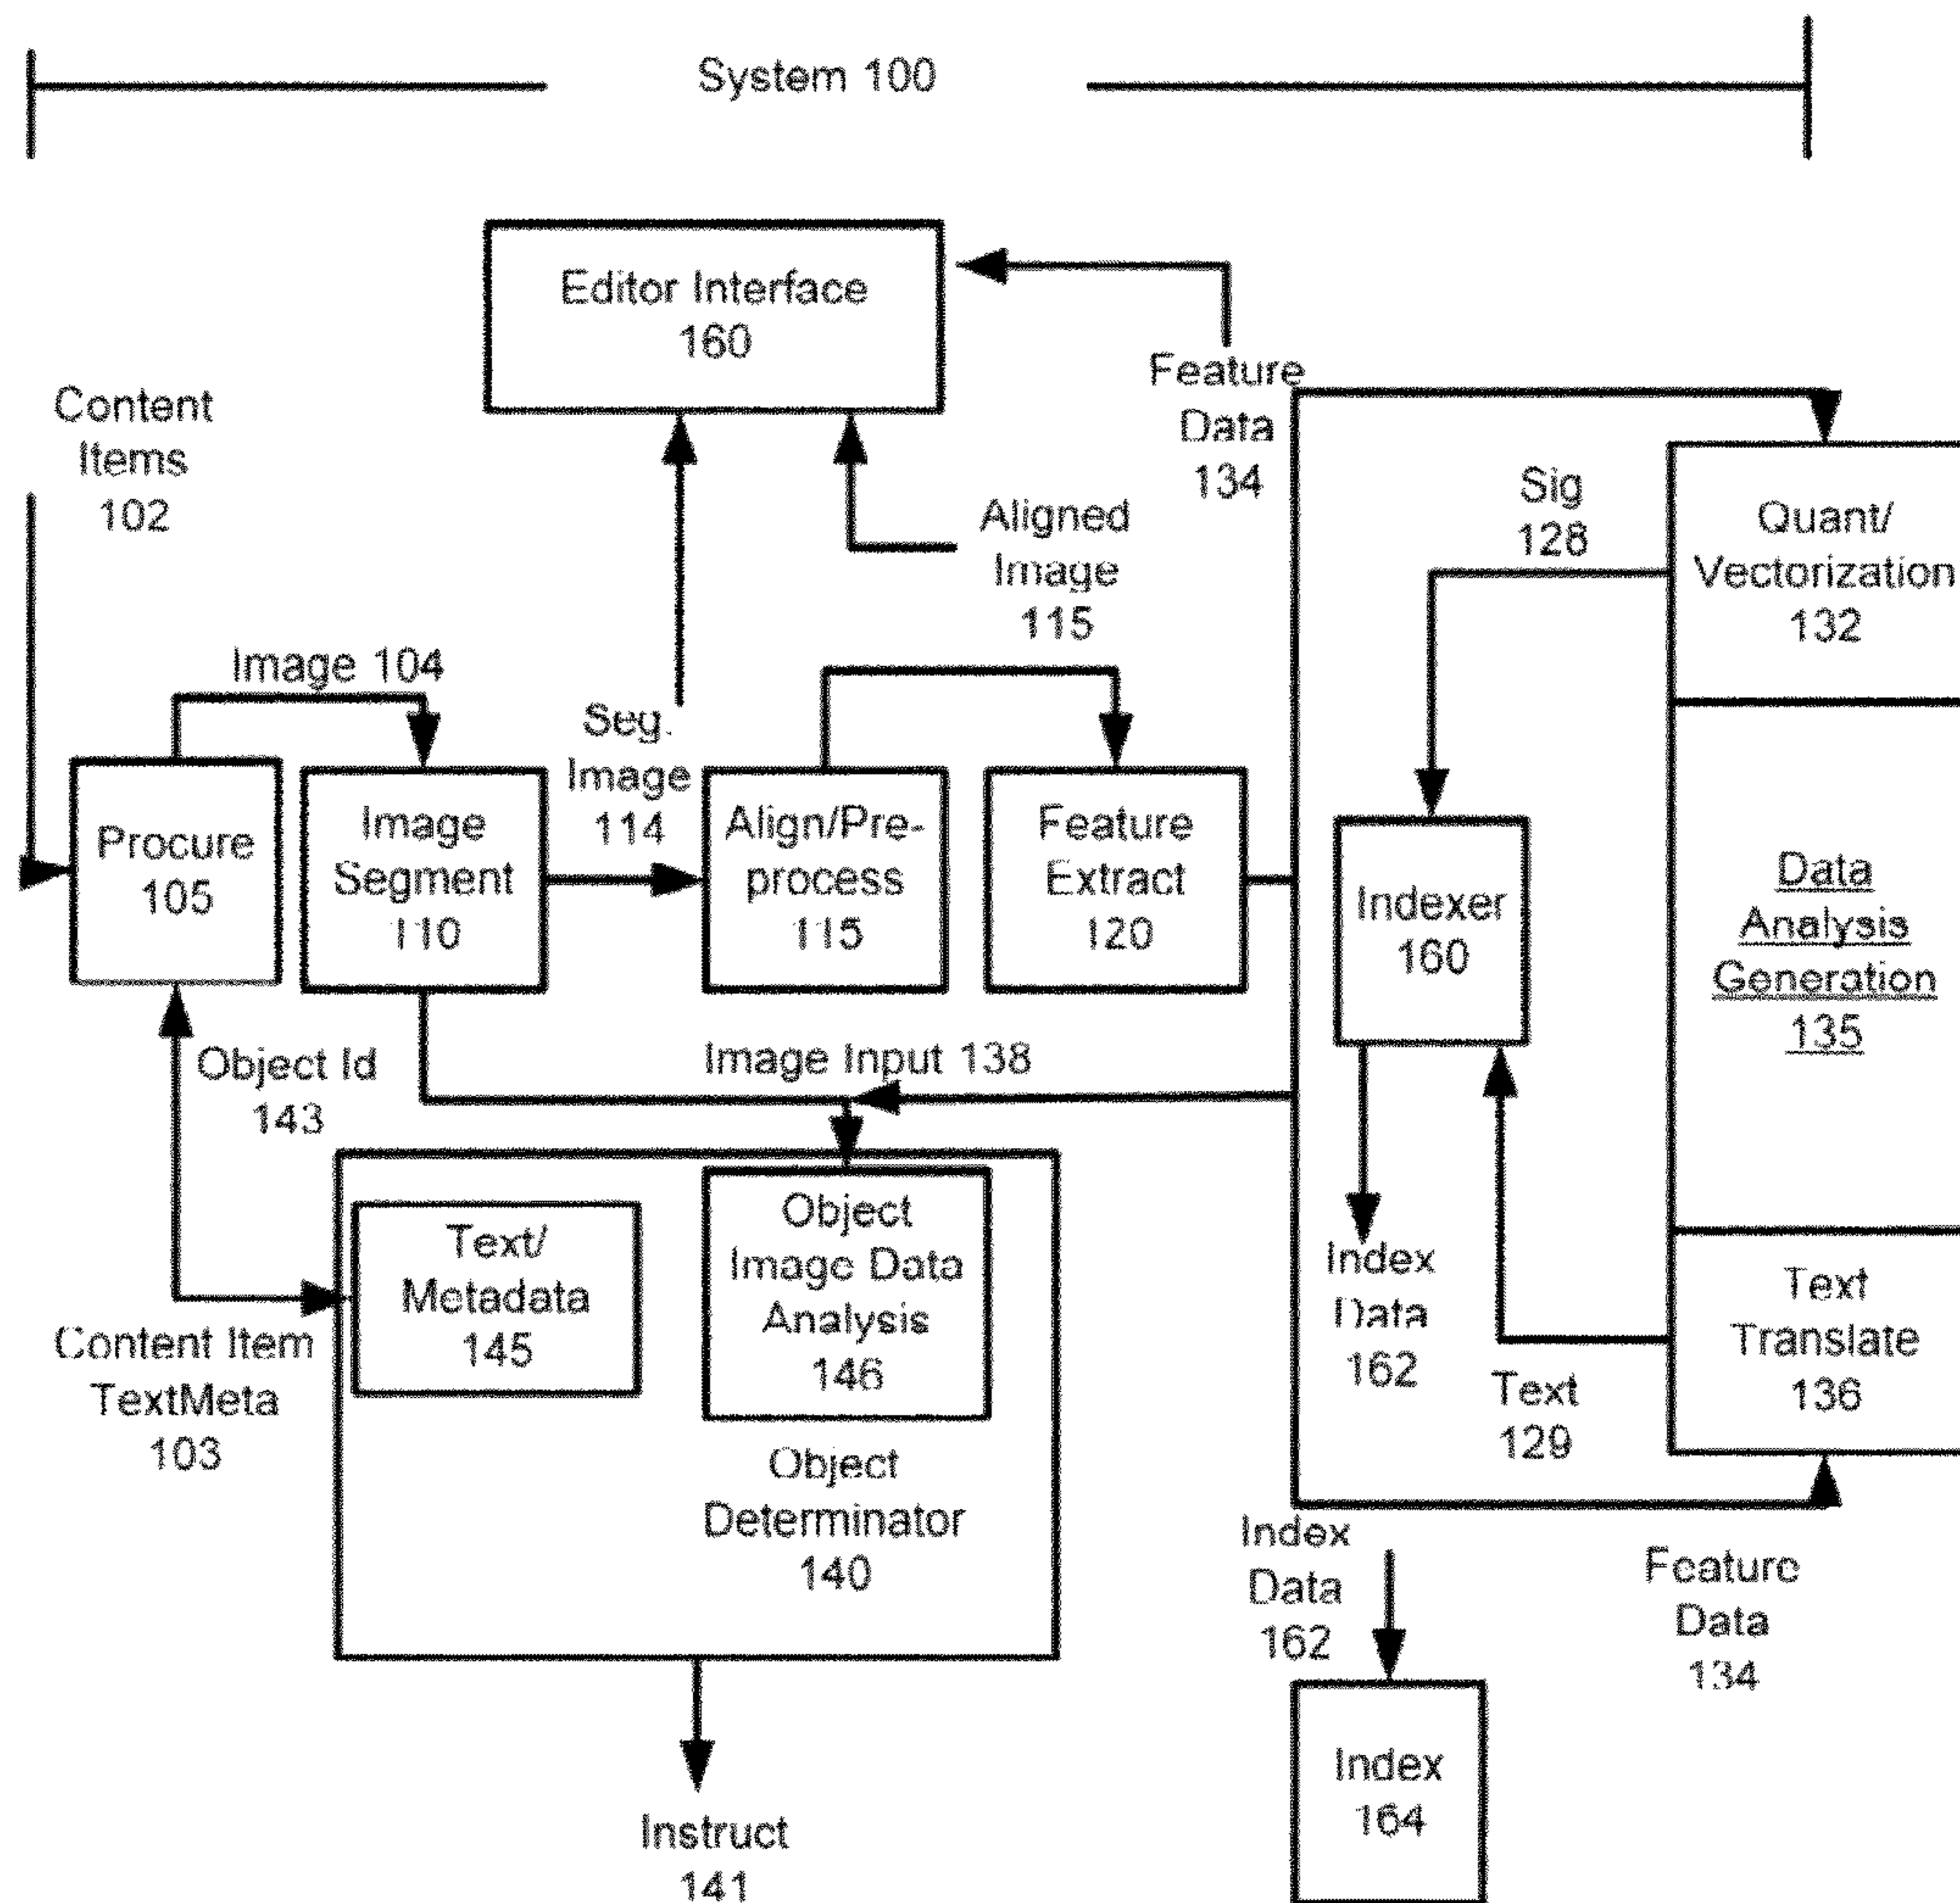 System 100
Editor Interface
160
Feature
Data
134
Content
Items
102
Sig
128
Quant/
Vectorization
132
Aligned
Image
115
Image 104
Seg.
Image
114
Procure
105
Image
Segment
110
Align/Pre-
process
115
Feature
Extract
120
Indexer
160
Data
Analysis
Generation
135
Object Id
143
Image Input 138
Text/
Metadata
145
Object
Image Data
Analysis
146
Index
Data
162
Text
Translate
136
Content Item
TextMeta
103
Text
129
Object
Determinator
140
Index
Data
162
Feature
Data
134
Index
164
Instruct
141